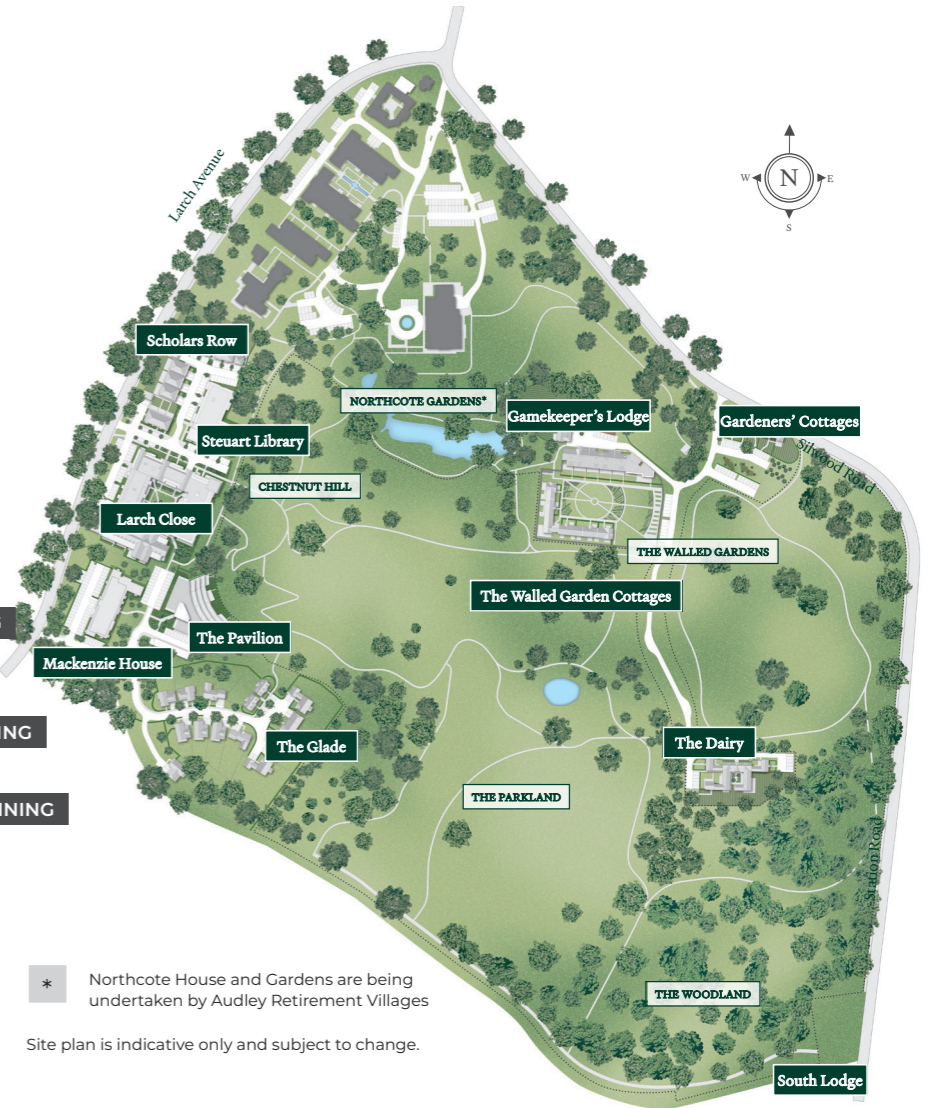 Larch Avenue
N
W
E
S
Scholars Row
NORTHCOTE GARDENS*
Gamekeeper's Lodge
Gardeners' Cottages
Steuart Library
Silwood Road
CHESTNUT HILL
Larch Close
THE WALLED GARDENS
The Walled Garden Cottages
The Pavilion
Mackenzie House
The Glade
The Dairy
THE PARKLAND
Station Road
THE WOODLAND
South Lodge
* Northcote House and Gardens are being
undertaken by Audley Retirement Villages
Site plan is indicative only and subject to change.